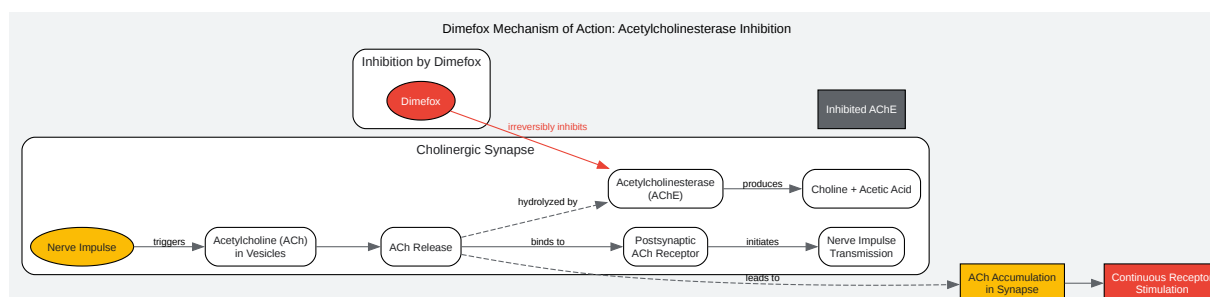 Dimefox Mechanism of Action: Acetylcholinesterase Inhibition
Inhibition by Dimefox
Dimefox
Inhibited AChE
irreversibly inhibits
Cholinergic Synapse
Acetylcholinesterase
(AChE)
produces
Choline + Acetic Acid
hydrolyzed by
Nerve Impulse
triggers
Acetylcholine (ACh)
in Vesicles
ACh Release
binds to
Postsynaptic
ACh Receptor
initiates
Nerve Impulse
Transmission
leads to
ACh Accumulation
in Synapse
Continuous Receptor
Stimulation